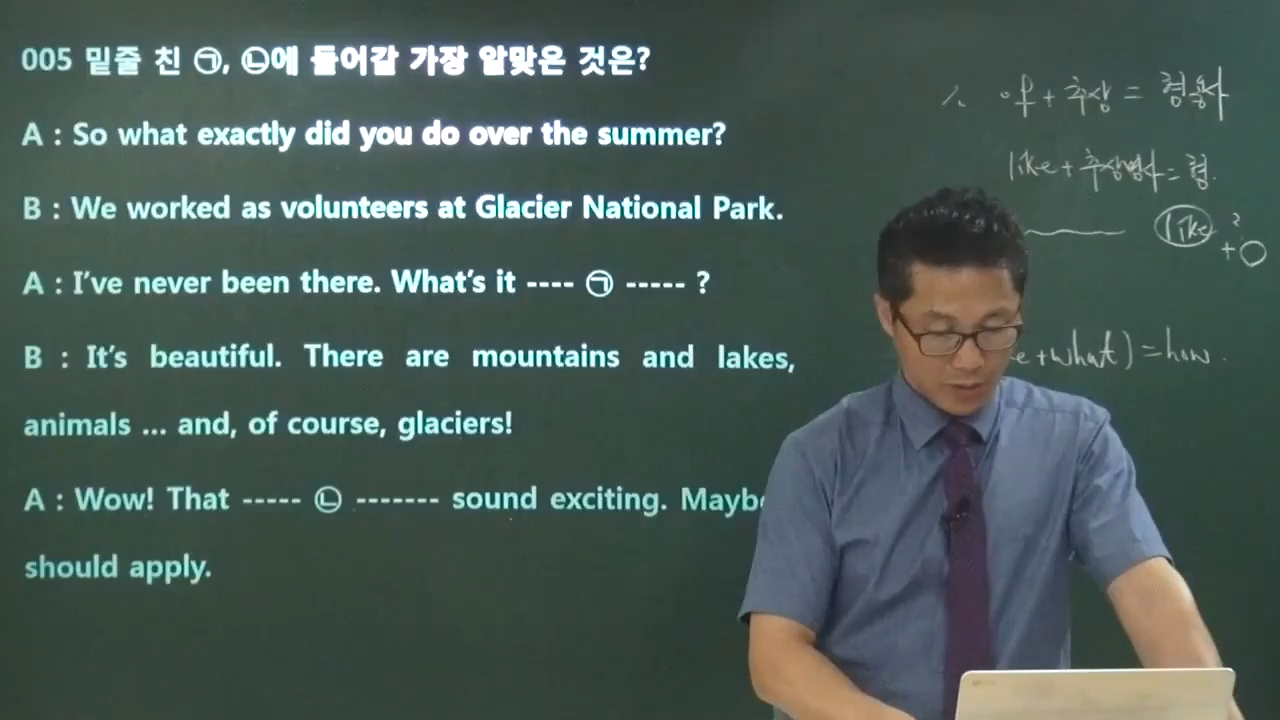 005 밑줄 친 ㉠, ㉡에 들어갈 가장 알맞은 것은?
A : So what exactly did you do over the summer?
B : We worked as volunteers at Glacier National Park.
A : I've never been there. What's it ---- ㉠ ----- ?
B : It's beautiful. There are mountains and lakes,
animals ... and, of course, glaciers!
A : Wow! That ----- ㉡ ------- sound exciting. Maybe
should apply.
of + 추상 = 형용사
like + 추상명사 = 형.
like ?
+ O
e + what) = how.